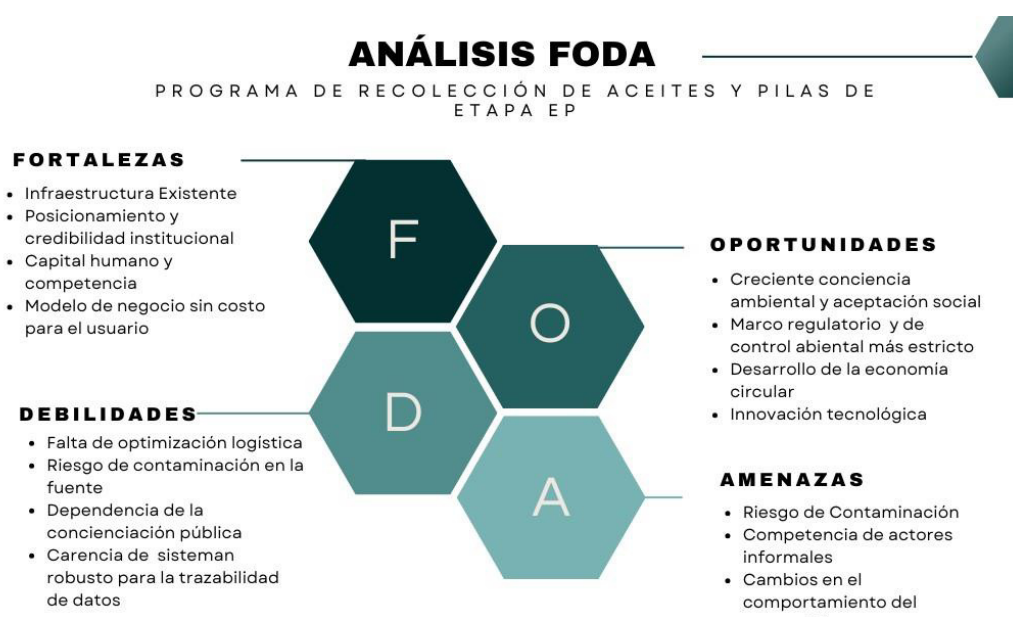 ANÁLISIS FODA
PROGRAMA DE RECOLECCIÓN DE ACEITES Y PILAS DE
ETAPA EP
FORTALEZAS
• Infraestructura Existente
• Posicionamiento y
credibilidad institucional
• Capital humano y
competencia
• Modelo de negocio sin costo
para el usuario
F
OPORTUNIDADES
• Creciente conciencia
ambiental y aceptación social
• Marco regulatorio y de
control abiental más estricto
• Desarrollo de la economía
circular
• Innovación tecnológica
O
DEBILIDADES
• Falta de optimización logística
• Riesgo de contaminación en la
fuente
• Dependencia de la
concienciación pública
• Carencia de sisteman
robusto para la trazabilidad
de datos
D
AMENAZAS
• Riesgo de Contaminación
• Competencia de actores
informales
• Cambios en el
comportamiento del
A